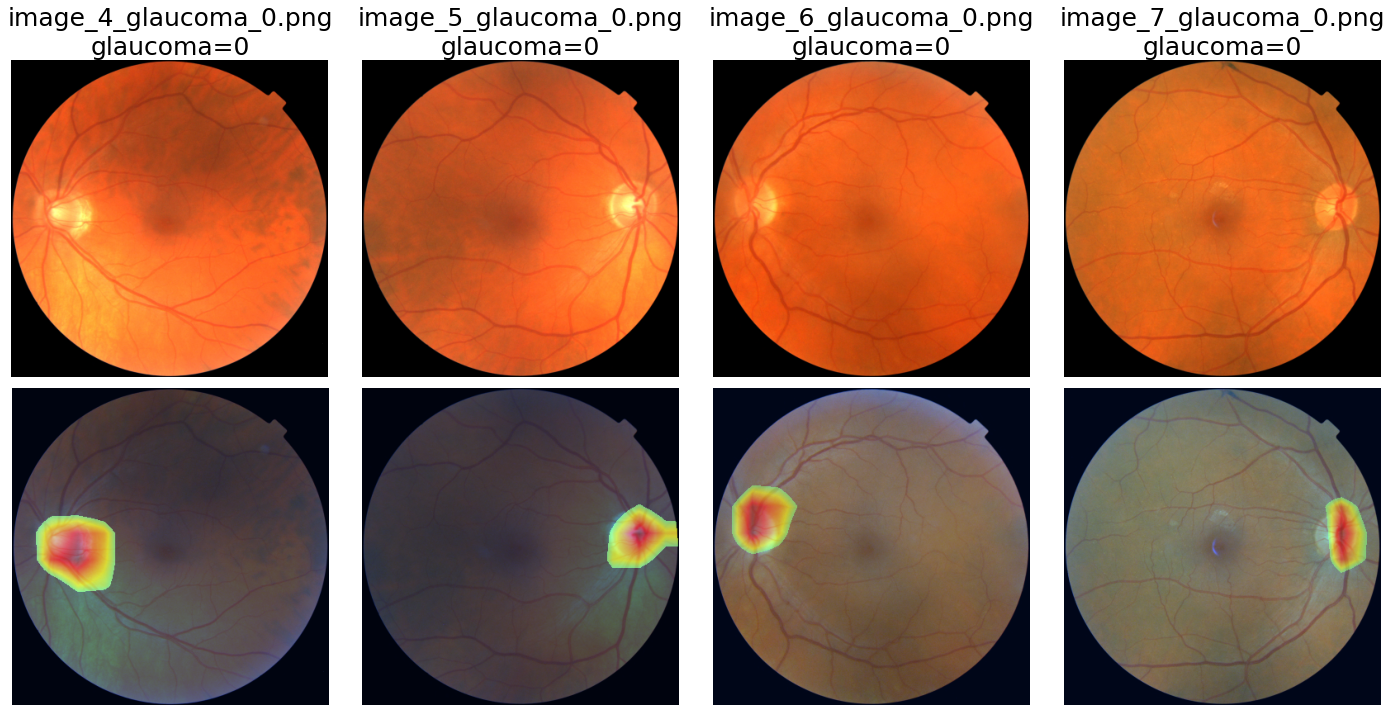 image_4_glaucoma_0.png
glaucoma=0
image_5_glaucoma_0.png
glaucoma=0
image_6_glaucoma_0.png
glaucoma=0
image_7_glaucoma_0.png
glaucoma=0